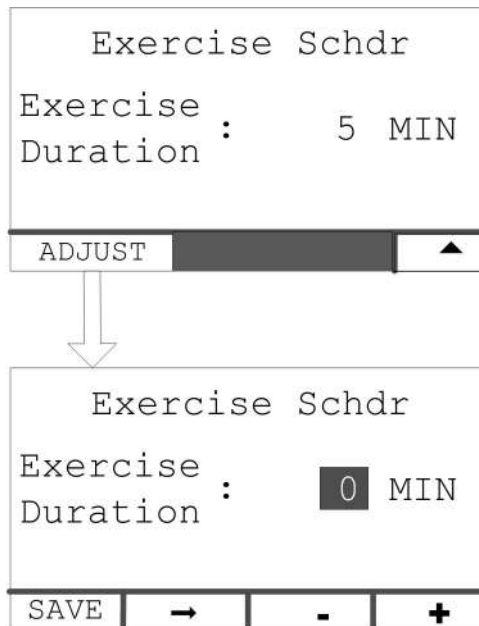 Exercise Schdr
Exercise
Duration : 5 MIN
ADJUST ▲
Exercise Schdr
Exercise
Duration : 0 MIN
SAVE → - +